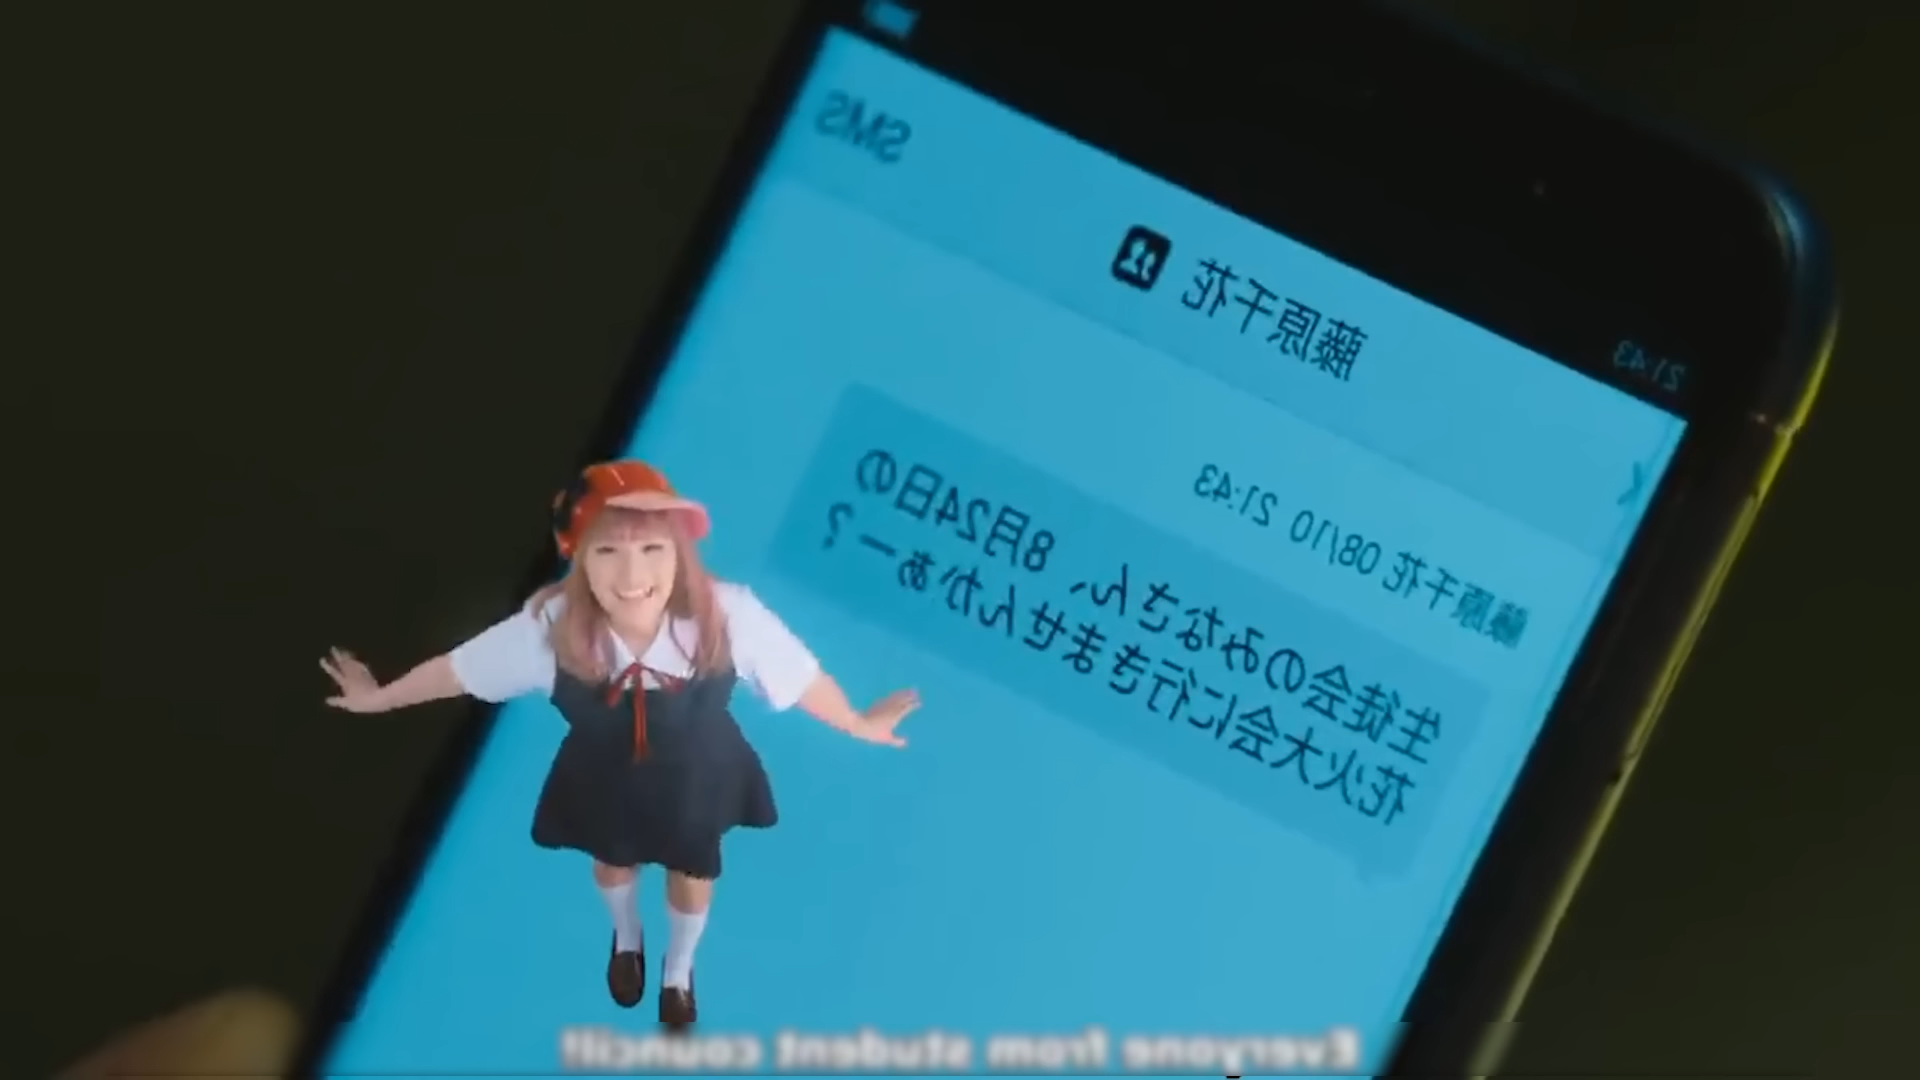 21:43
SMS
藤原千花
藤原千花 08/10 21:43
生徒会のみなさん、8月24日の
花火大会に行きませんかぁー?
Everyone from student council!